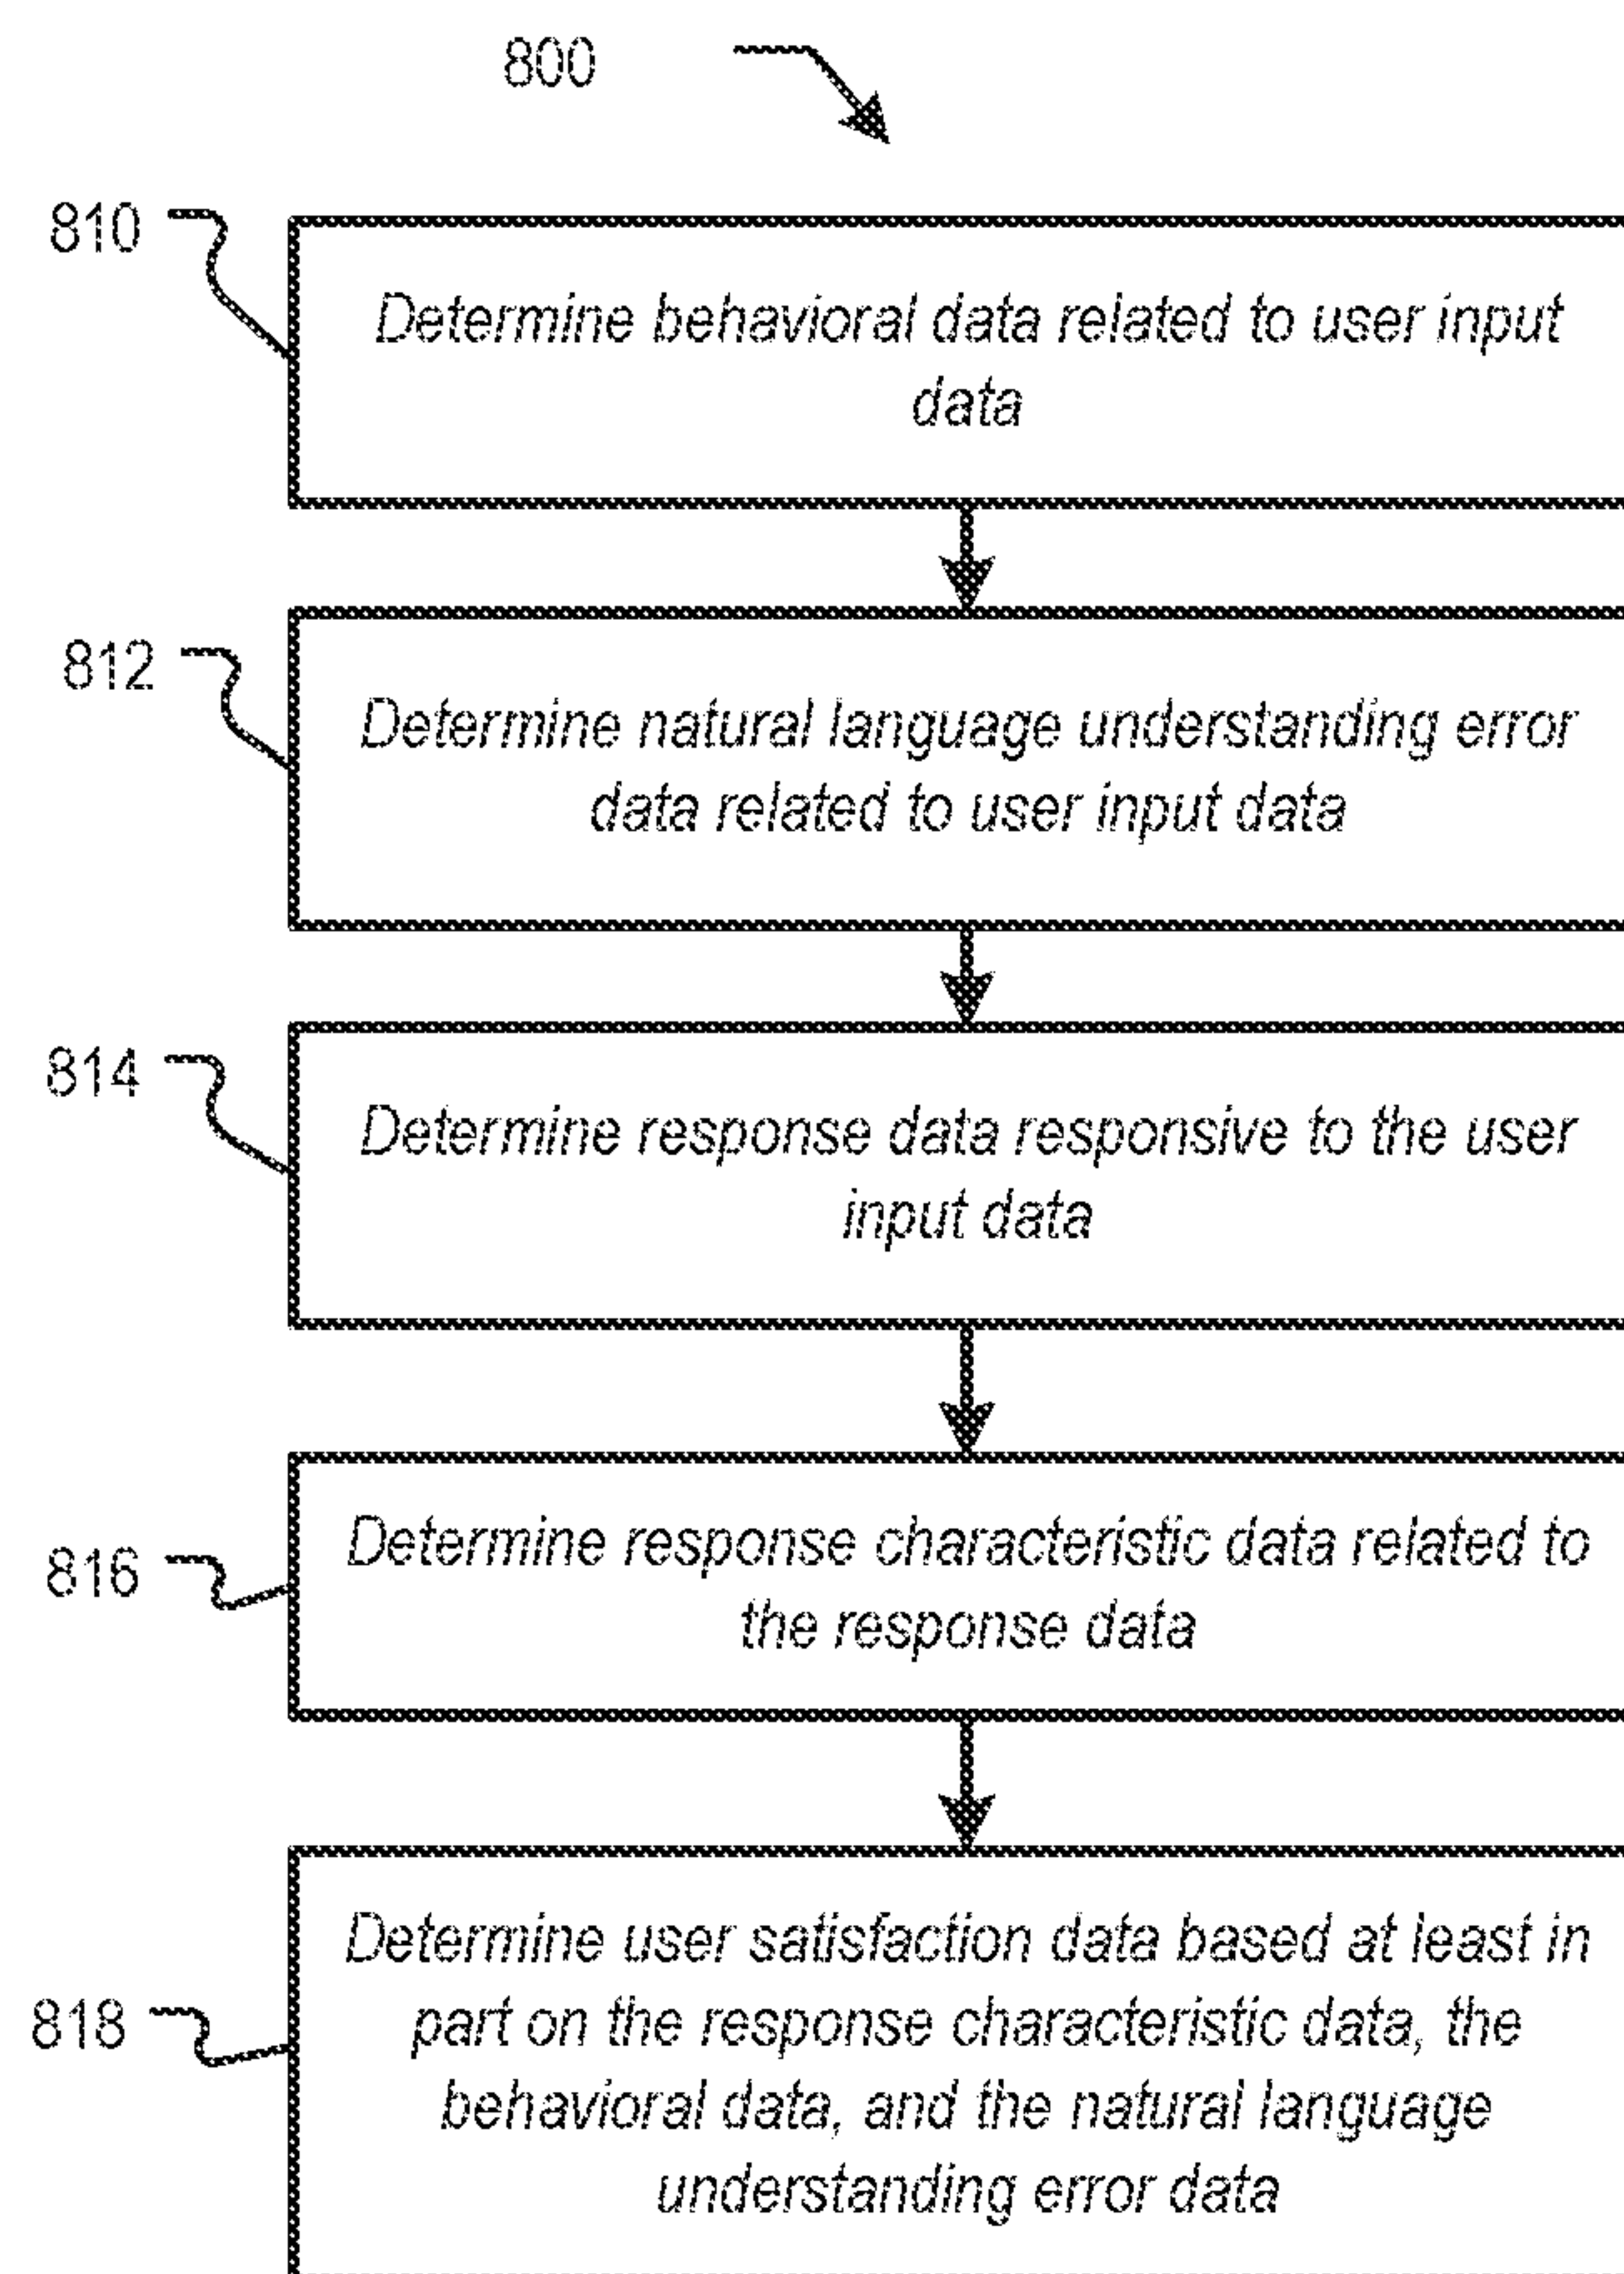 800
810
Determine behavioral data related to user input
data
812
Determine natural language understanding error
data related to user input data
814
Determine response data responsive to the user
input data
816
Determine response characteristic data related to
the response data
818
Determine user satisfaction data based at least in
part on the response characteristic data, the
behavioral data, and the natural language
understanding error data